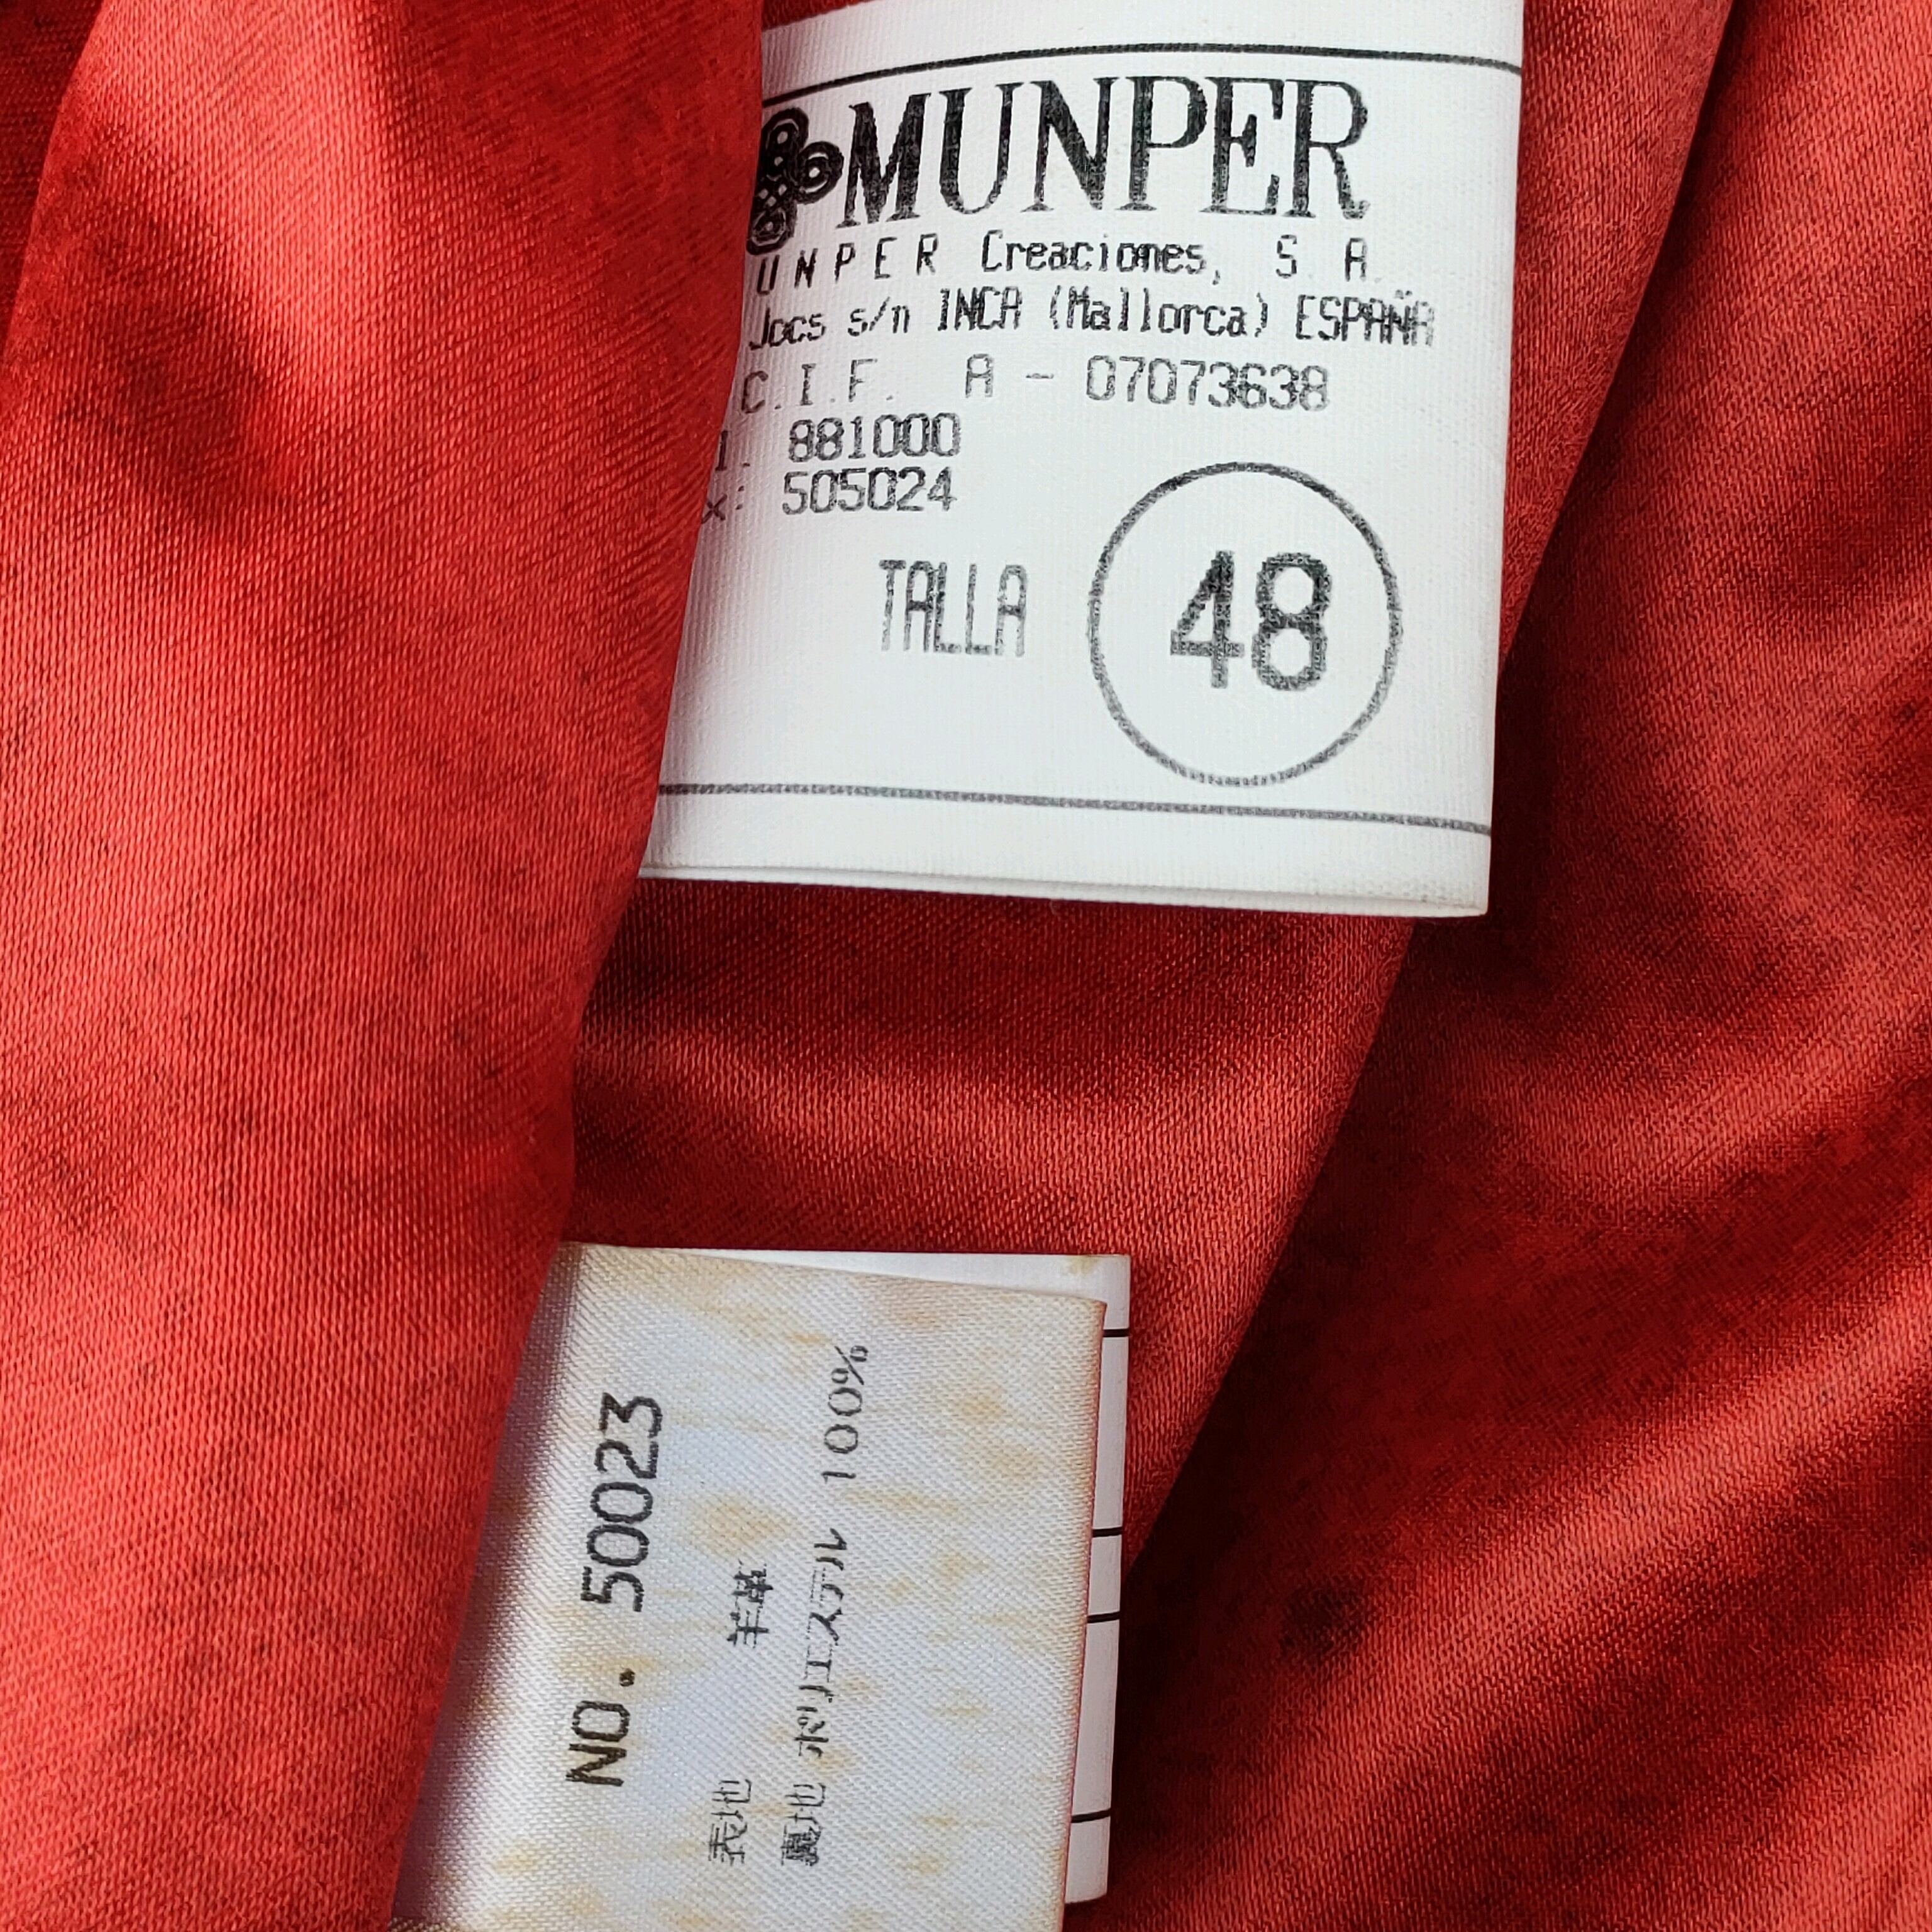 MUNPER
UNPER Creaciones, S. A.
Jocs s/n INCA (Mallorca) ESPAÑA
C.I.F. A - 07073638
881000
x: 505024
TALLA 48
NO. 50023
表地 羊革
裏地 ポリエステル 100%